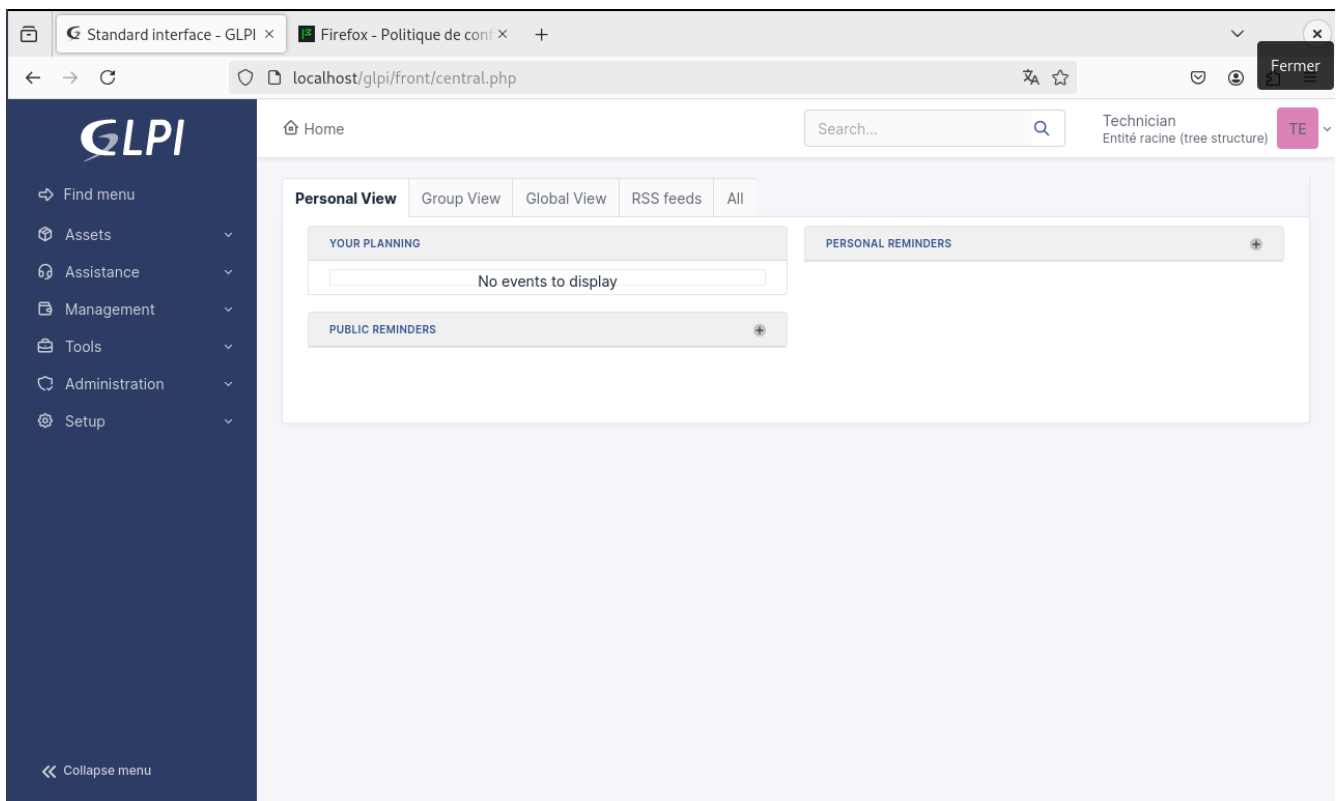 Standard interface - GLPI
Firefox - Politique de conf
Fermer
localhost/glpi/front/central.php
GLPI
Home
Search...
Technician
Entité racine (tree structure)
TE
Find menu
Assets
Assistance
Management
Tools
Administration
Setup
Collapse menu
Personal View Group View Global View RSS feeds All
YOUR PLANNING
No events to display
PUBLIC REMINDERS
PERSONAL REMINDERS